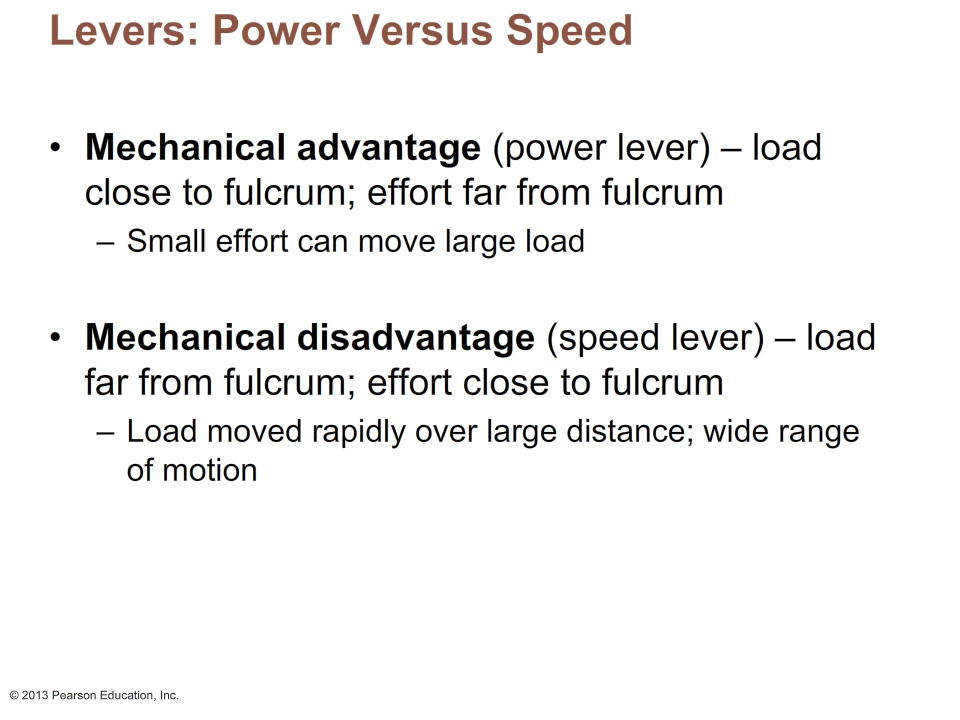 Levers: Power Versus Speed
• Mechanical advantage (power lever) – load
close to fulcrum; effort far from fulcrum
– Small effort can move large load
• Mechanical disadvantage (speed lever) – load
far from fulcrum; effort close to fulcrum
– Load moved rapidly over large distance; wide range
of motion
© 2013 Pearson Education, Inc.